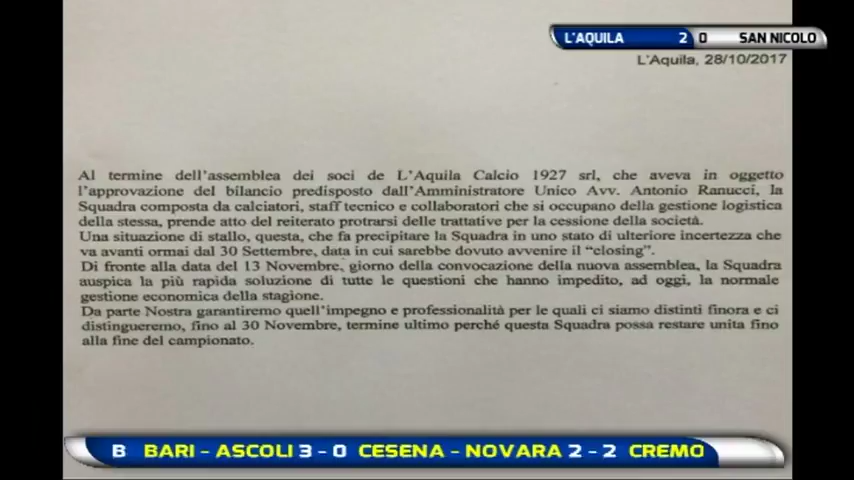 L'AQUILA 2 0 SAN NICOLO
L'Aquila, 28/10/2017
Al termine dell'assemblea dei soci de L'Aquila Calcio 1927 srl, che aveva in oggetto
l'approvazione del bilancio predisposto dall'Amministratore Unico Avv. Antonio Ranucci, la
Squadra composta da calciatori, staff tecnico e collaboratori che si occupano della gestione logistica
della stessa, prende atto del reiterato protrarsi delle trattative per la cessione della società.
Una situazione di stallo, questa, che fa precipitare la Squadra in uno stato di ulteriore incertezza che
va avanti ormai dal 30 Settembre, data in cui sarebbe dovuto avvenire il “closing”.
Di fronte alla data del 13 Novembre, giorno della convocazione della nuova assemblea, la Squadra
auspica la più rapida soluzione di tutte le questioni che hanno impedito, ad oggi, la normale
gestione economica della stagione.
Da parte Nostra garantiremo quell'impegno e professionalità per le quali ci siamo distinti finora e ci
distingueremo, fino al 30 Novembre, termine ultimo perché questa Squadra possa restare unita fino
alla fine del campionato.
B BARI - ASCOLI 3 - 0 CESENA - NOVARA 2 - 2 CREMO